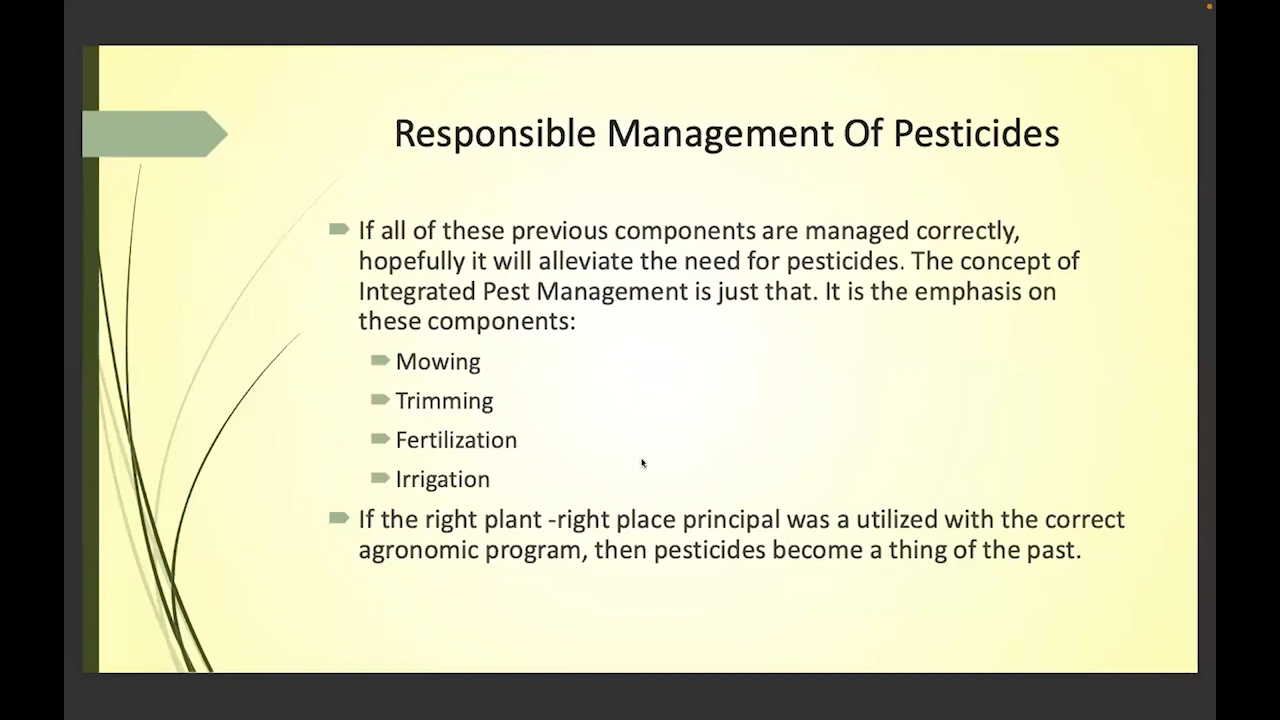 Responsible Management Of Pesticides
If all of these previous components are managed correctly,
hopefully it will alleviate the need for pesticides. The concept of
Integrated Pest Management is just that. It is the emphasis on
these components:
Mowing
Trimming
Fertilization
Irrigation
If the right plant -right place principal was a utilized with the correct
agronomic program, then pesticides become a thing of the past.